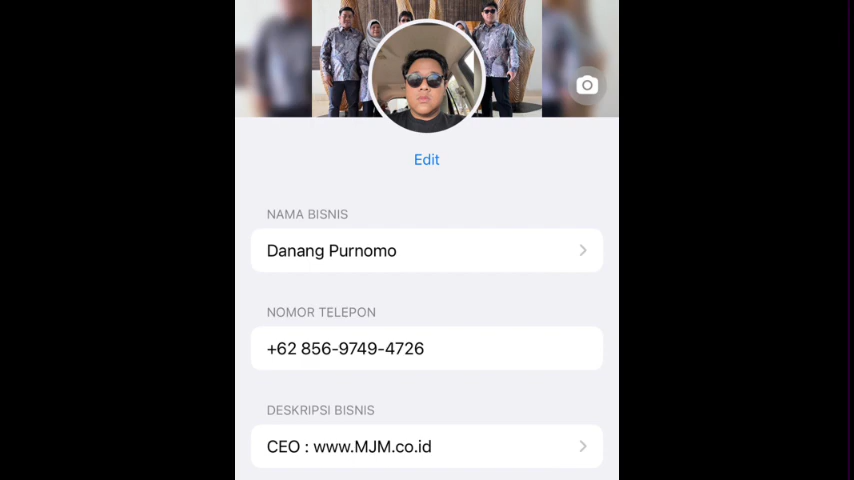 Edit
NAMA BISNIS
Danang Purnomo
NOMOR TELEPON
+62 856-9749-4726
DESKRIPSI BISNIS
CEO : www.MJM.co.id